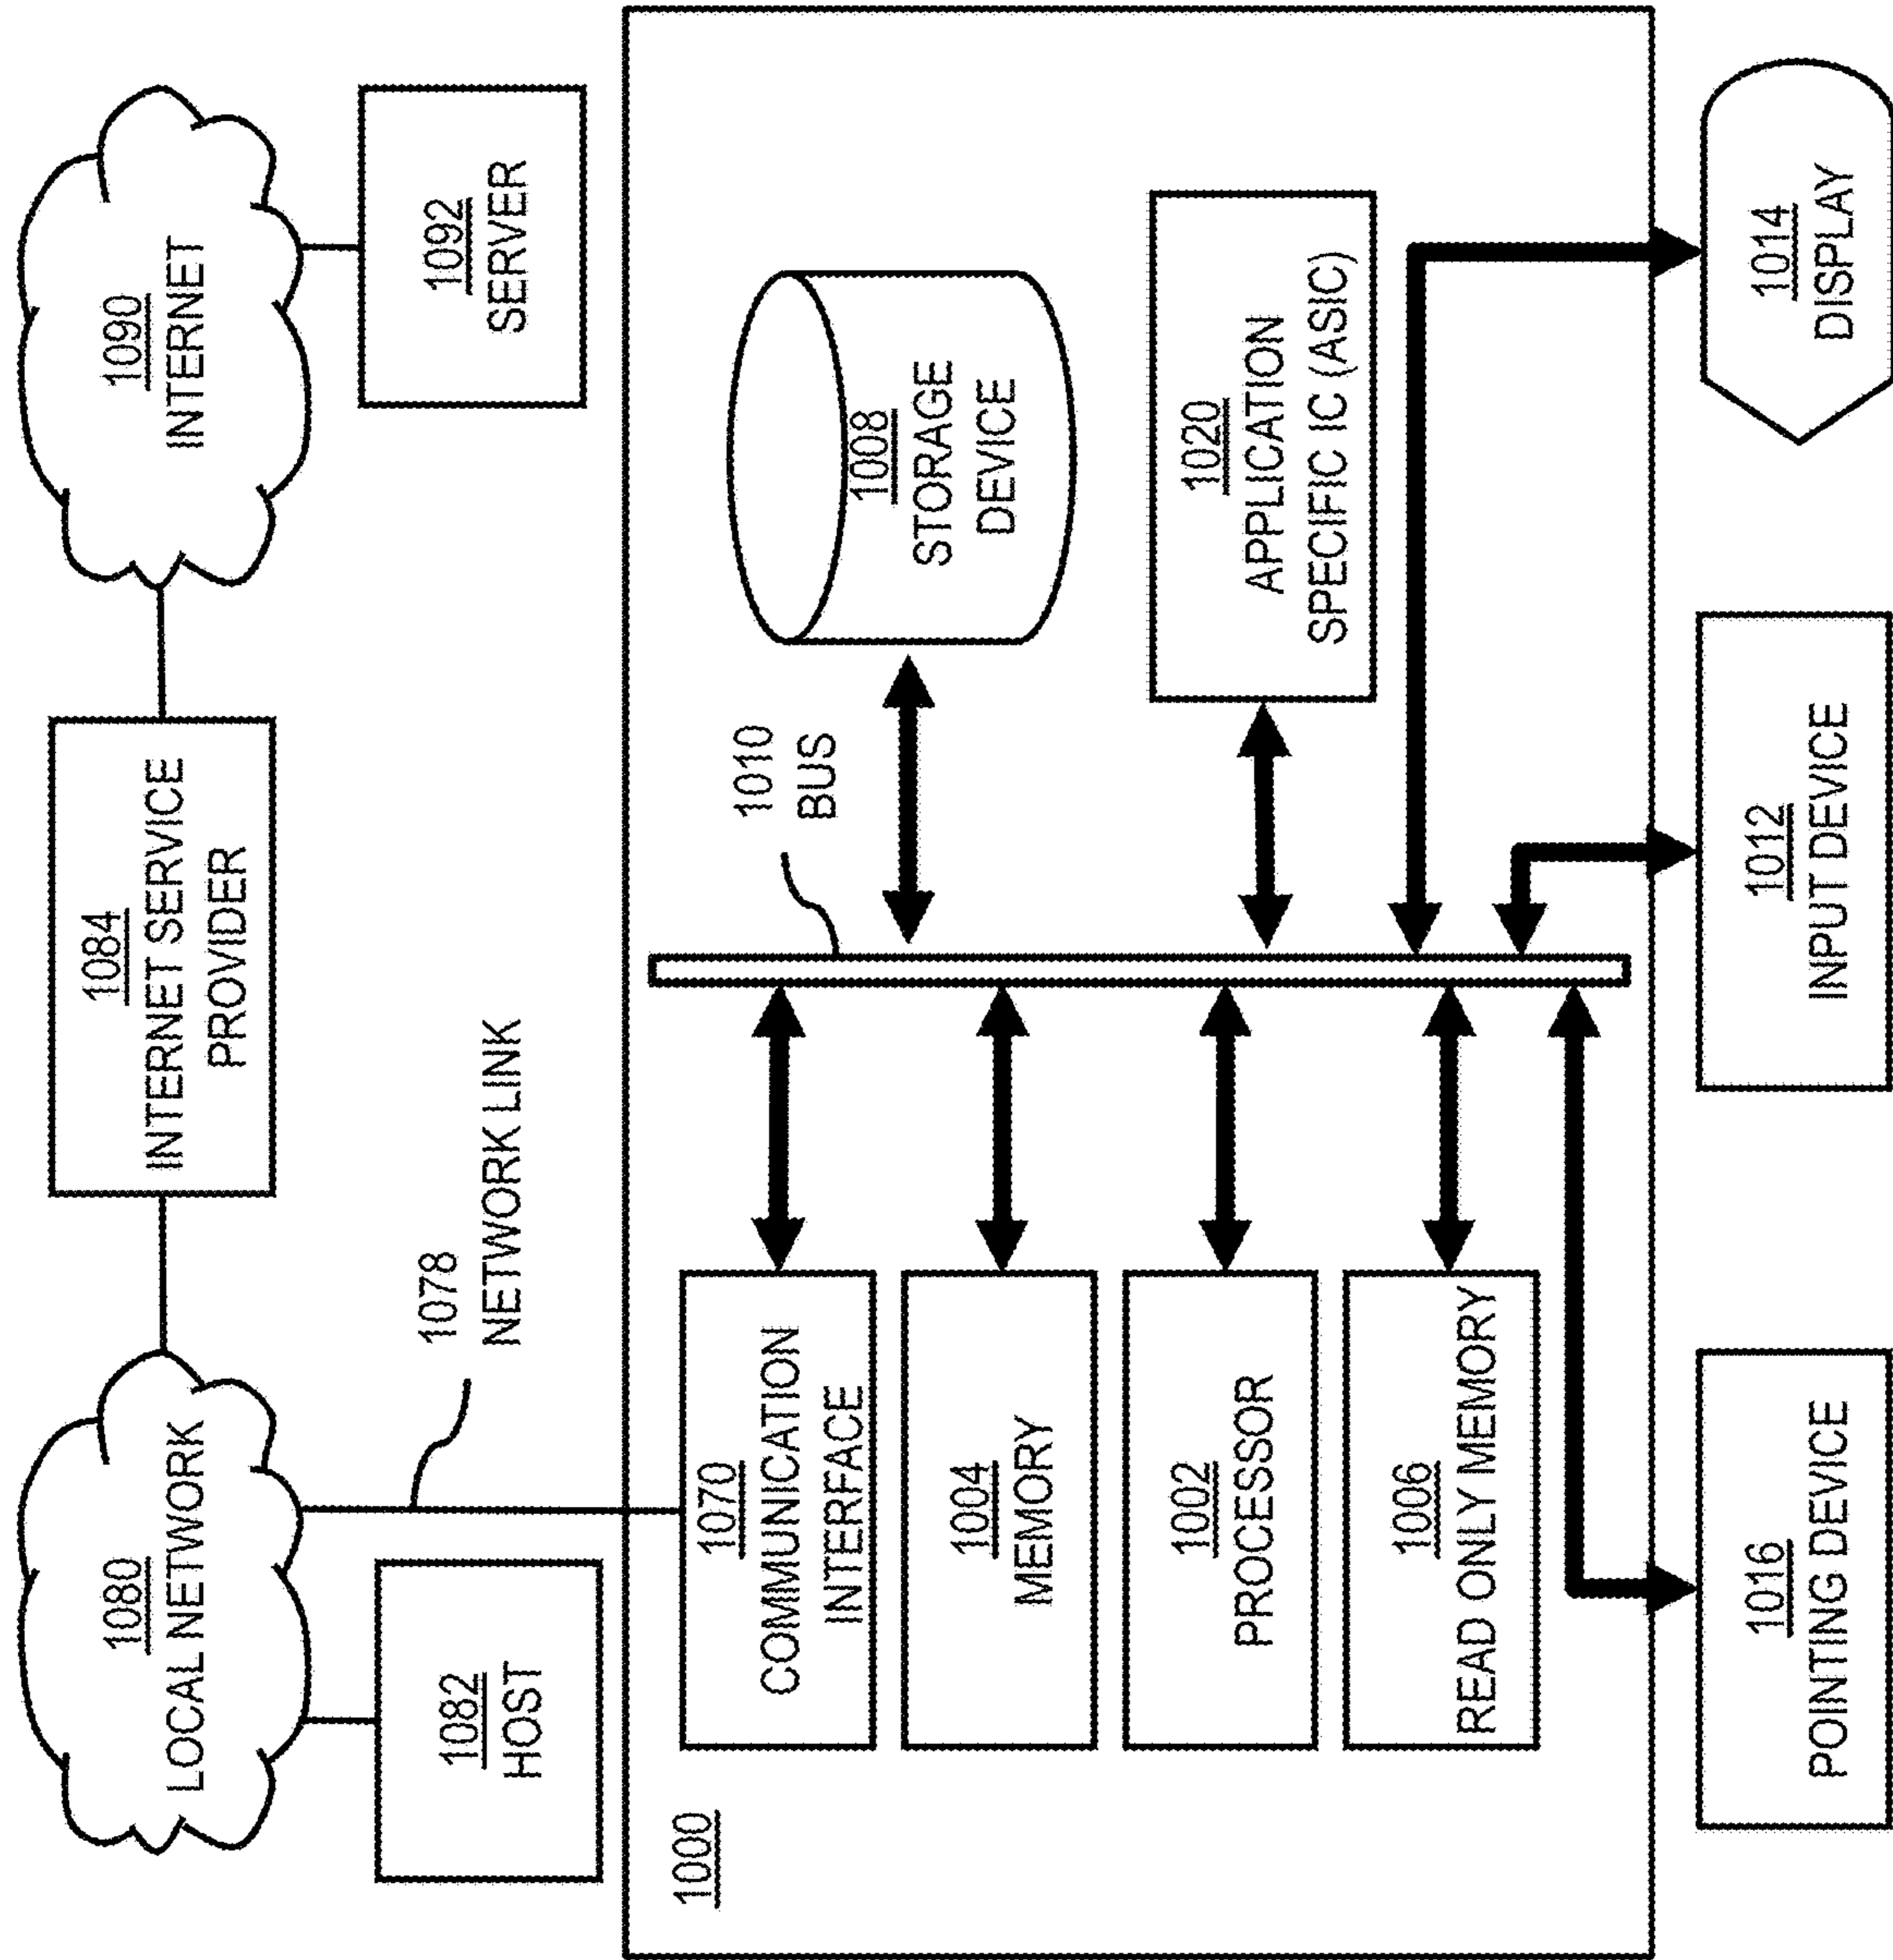 1080
LOCAL NETWORK
1084
INTERNET SERVICE
PROVIDER
1090
INTERNET
1082
HOST
1078
NETWORK LINK
1092
SERVER
1000
1070
COMMUNICATION
INTERFACE
1010
BUS
1008
STORAGE
DEVICE
1004
MEMORY
1002
PROCESSOR
1020
APPLICATION
SPECIFIC IC (ASIC)
1006
READ ONLY MEMORY
1016
POINTING DEVICE
1012
INPUT DEVICE
1014
DISPLAY